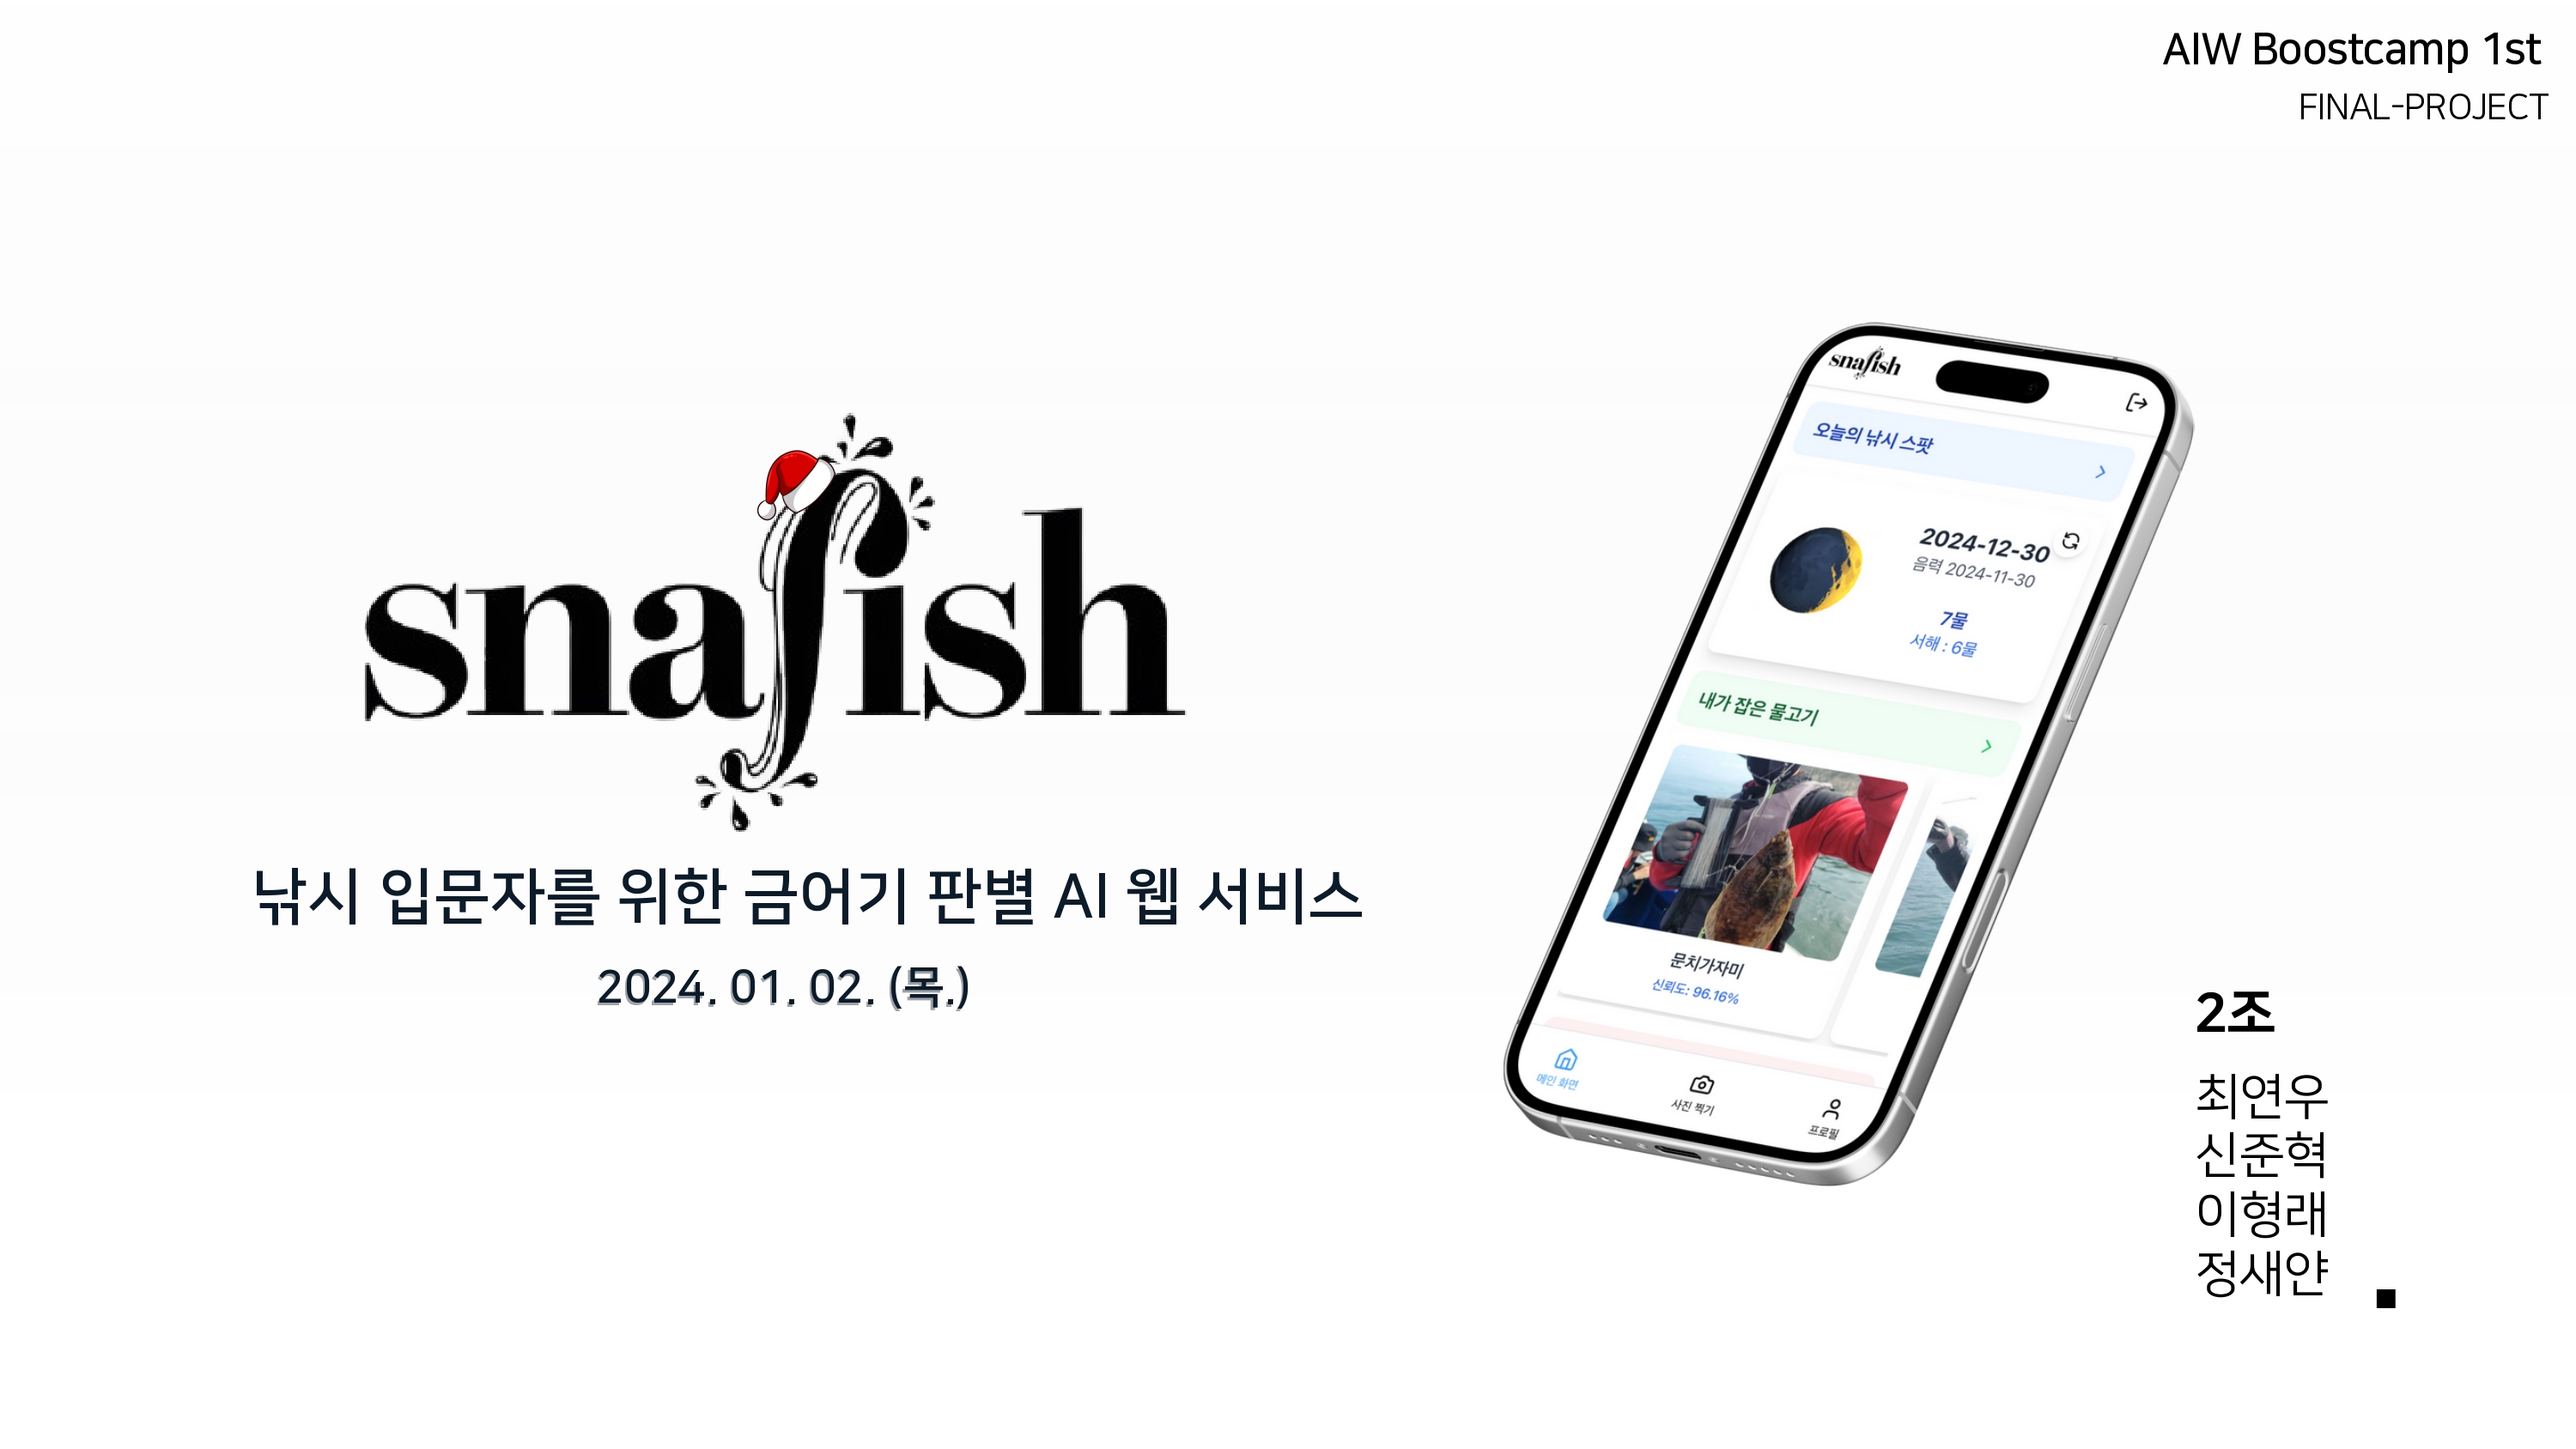 AIW Boostcamp 1st
FINAL-PROJECT
snafish
낚시 입문자를 위한 금어기 판별 AI 웹 서비스
2024. 01. 02. (목.)
snafish
오늘의 낚시 스팟
2024-12-30
음력 2024-11-30
7물
서해 : 6물
내가 잡은 물고기
문치가자미
신뢰도: 96.16%
메인 화면
사진 찍기
프로필
2조
최연우
신준혁
이형래
정새얀